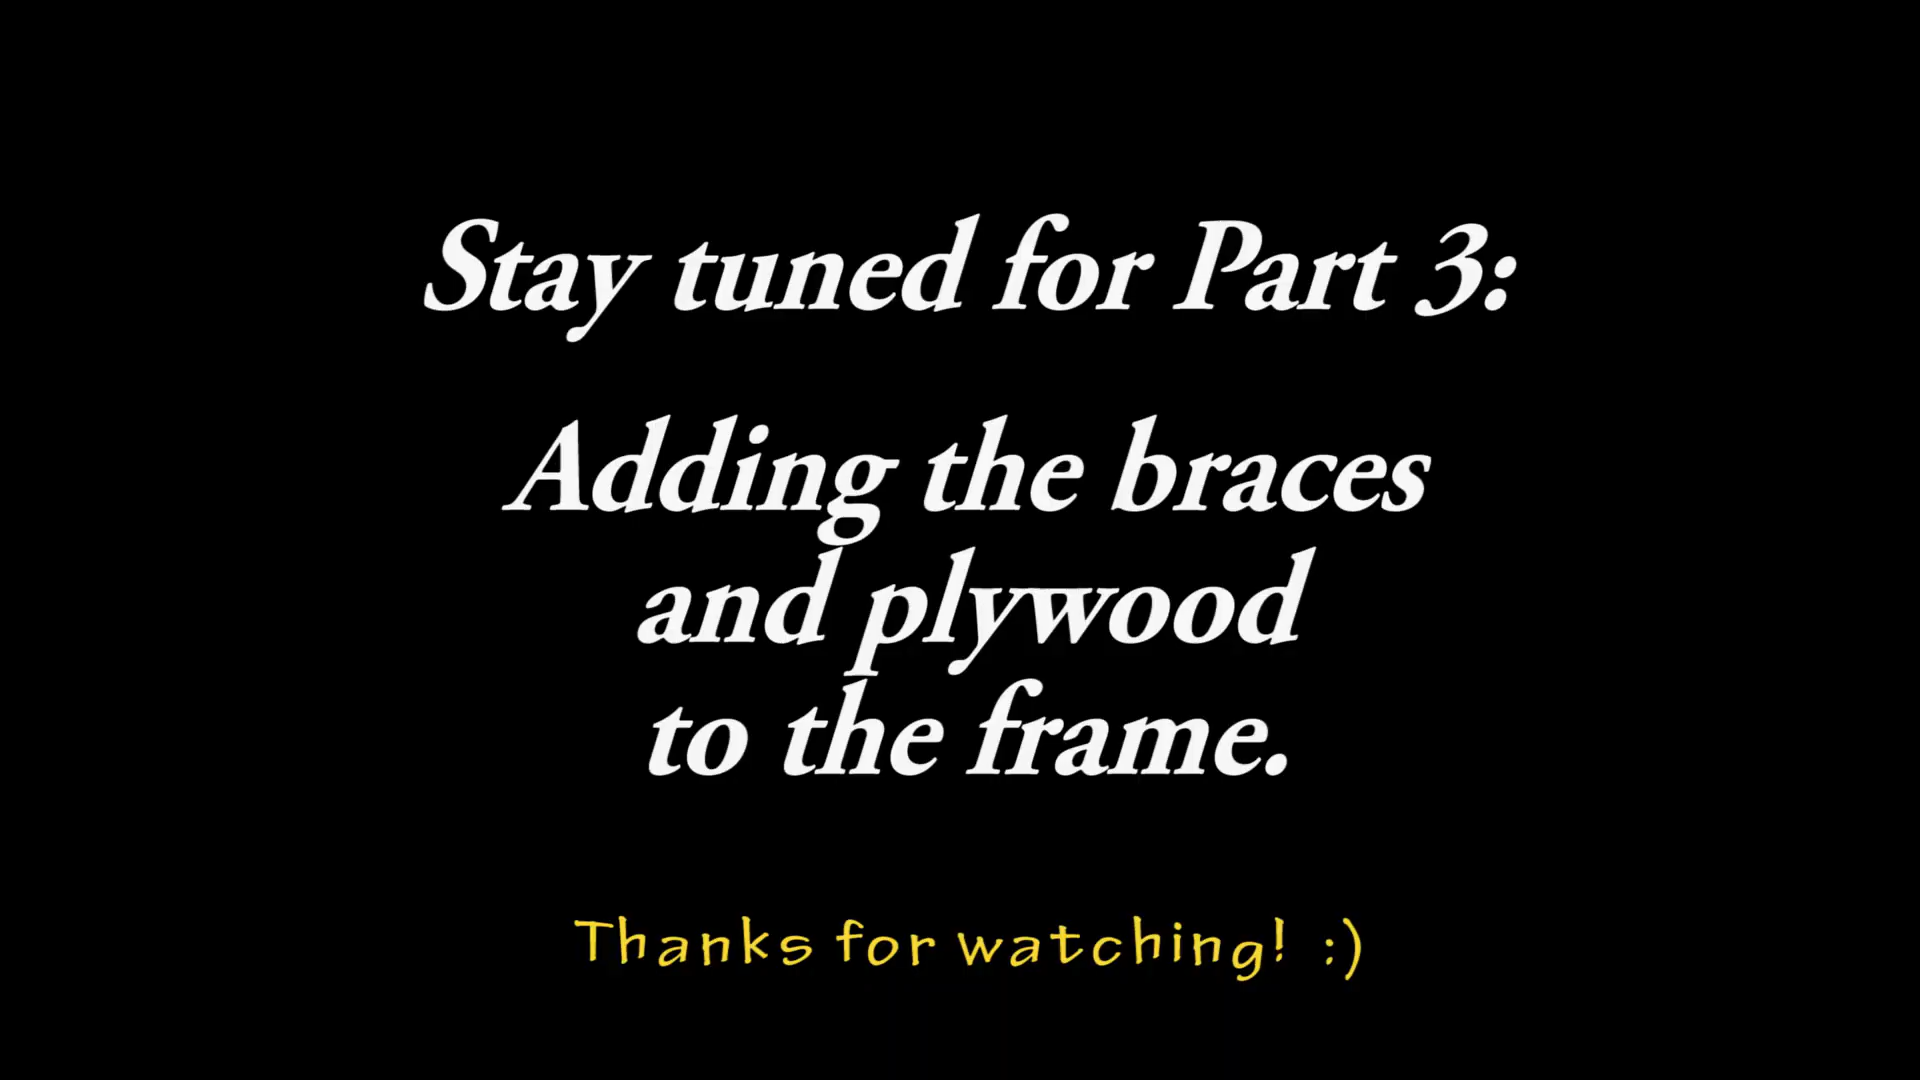 Stay tuned for Part 3:
Adding the braces
and plywood
to the frame.
Thanks for watching! :)